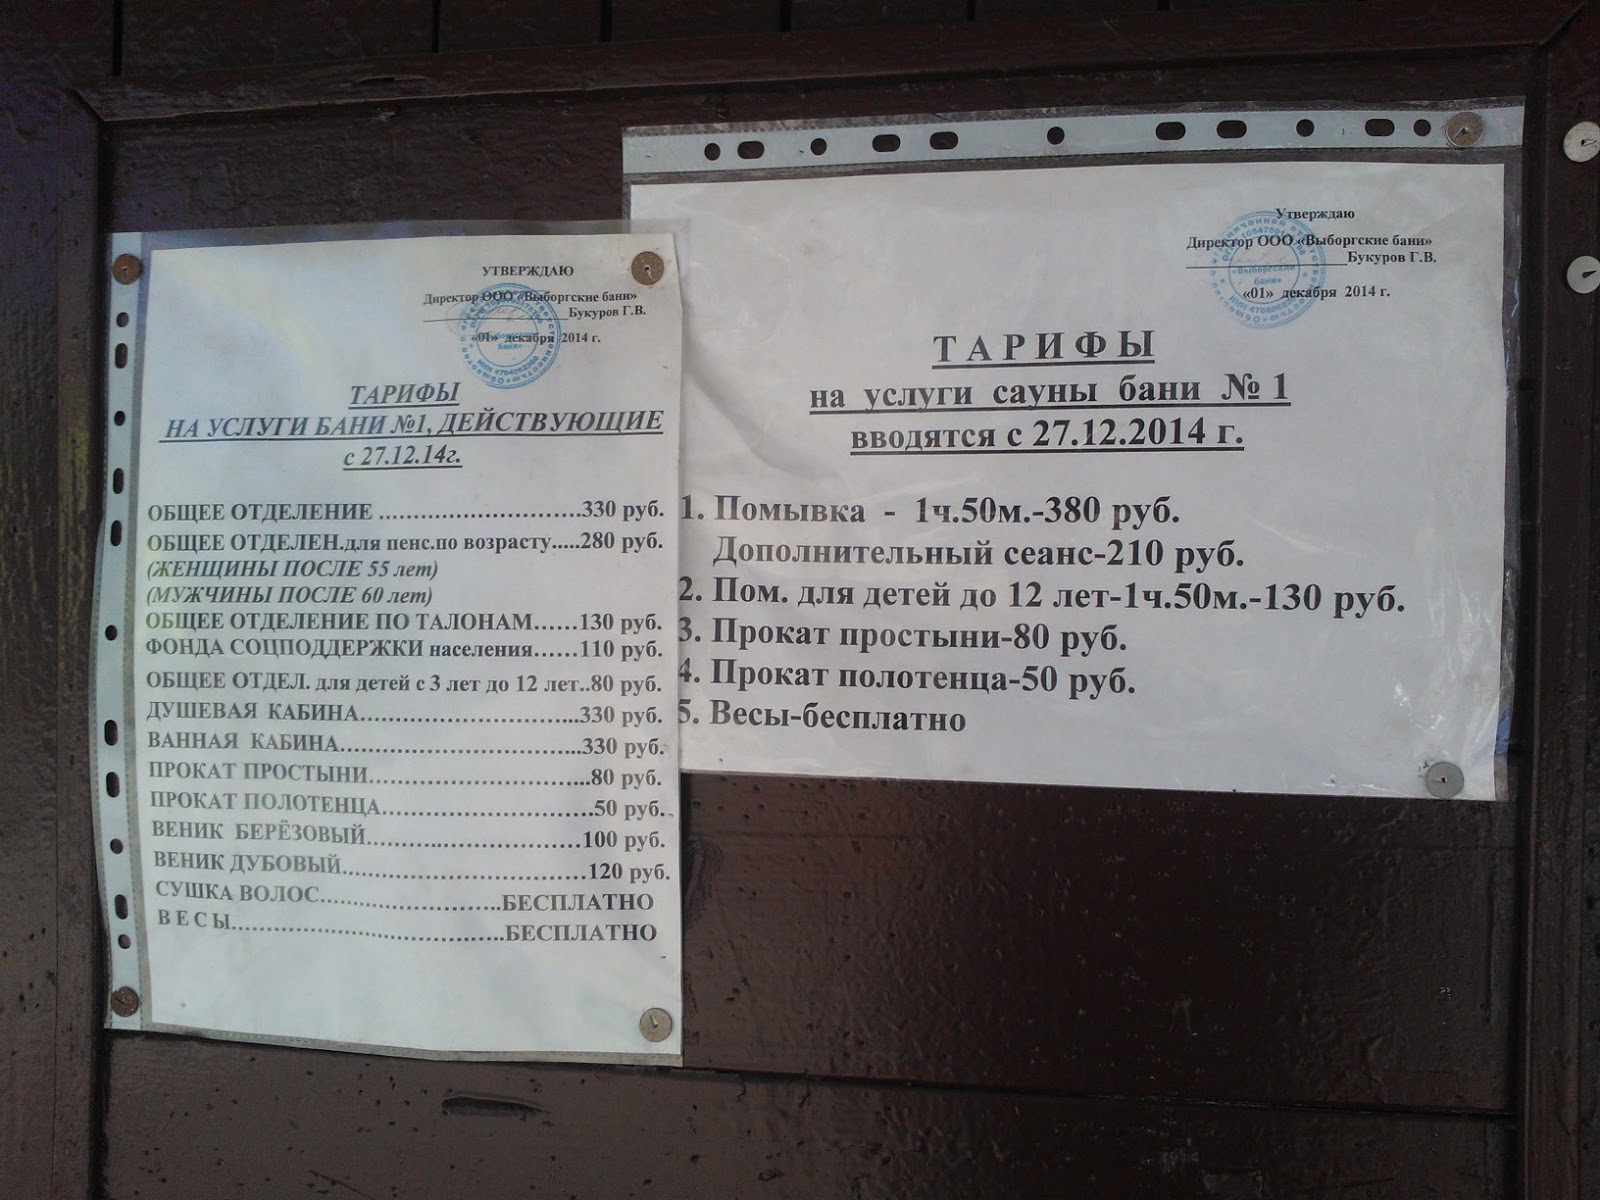 УТВЕРЖДАЮ
Директор ООО «Выборгские бани»
Букуров Г.В.
«01» декабря 2014 г.
ТАРИФЫ
НА УСЛУГИ БАНИ №1, ДЕЙСТВУЮЩИЕ
с 27.12.14г.
ОБЩЕЕ ОТДЕЛЕНИЕ ……………………….330 руб.
ОБЩЕЕ ОТДЕЛЕН.для пенс.по возрасту.....280 руб.
(ЖЕНЩИНЫ ПОСЛЕ 55 лет)
(МУЖЧИНЫ ПОСЛЕ 60 лет)
ОБЩЕЕ ОТДЕЛЕНИЕ ПО ТАЛОНАМ……130 руб.
ФОНДА СОЦПОДДЕРЖКИ населения……110 руб.
ОБЩЕЕ ОТДЕЛ. для детей с 3 лет до 12 лет..80 руб.
ДУШЕВАЯ КАБИНА………………………...330 руб.
ВАННАЯ КАБИНА…………………………...330 руб.
ПРОКАТ ПРОСТЫНИ………………………...80 руб.
ПРОКАТ ПОЛОТЕНЦА……………………….50 руб.
ВЕНИК БЕРЁЗОВЫЙ………...………………100 руб.
ВЕНИК ДУБОВЫЙ……………………………120 руб.
СУШКА ВОЛОС……………………..БЕСПЛАТНО
В Е С Ы………………………………..БЕСПЛАТНО
Утверждаю
Директор ООО «Выборгские бани»
Букуров Г.В.
«01» декабря 2014 г.
Т А Р И Ф Ы
на услуги сауны бани № 1
вводятся с 27.12.2014 г.
1. Помывка - 1ч.50м.-380 руб.
Дополнительный сеанс-210 руб.
2. Пом. для детей до 12 лет-1ч.50м.-130 руб.
3. Прокат простыни-80 руб.
4. Прокат полотенца-50 руб.
5. Весы-бесплатно